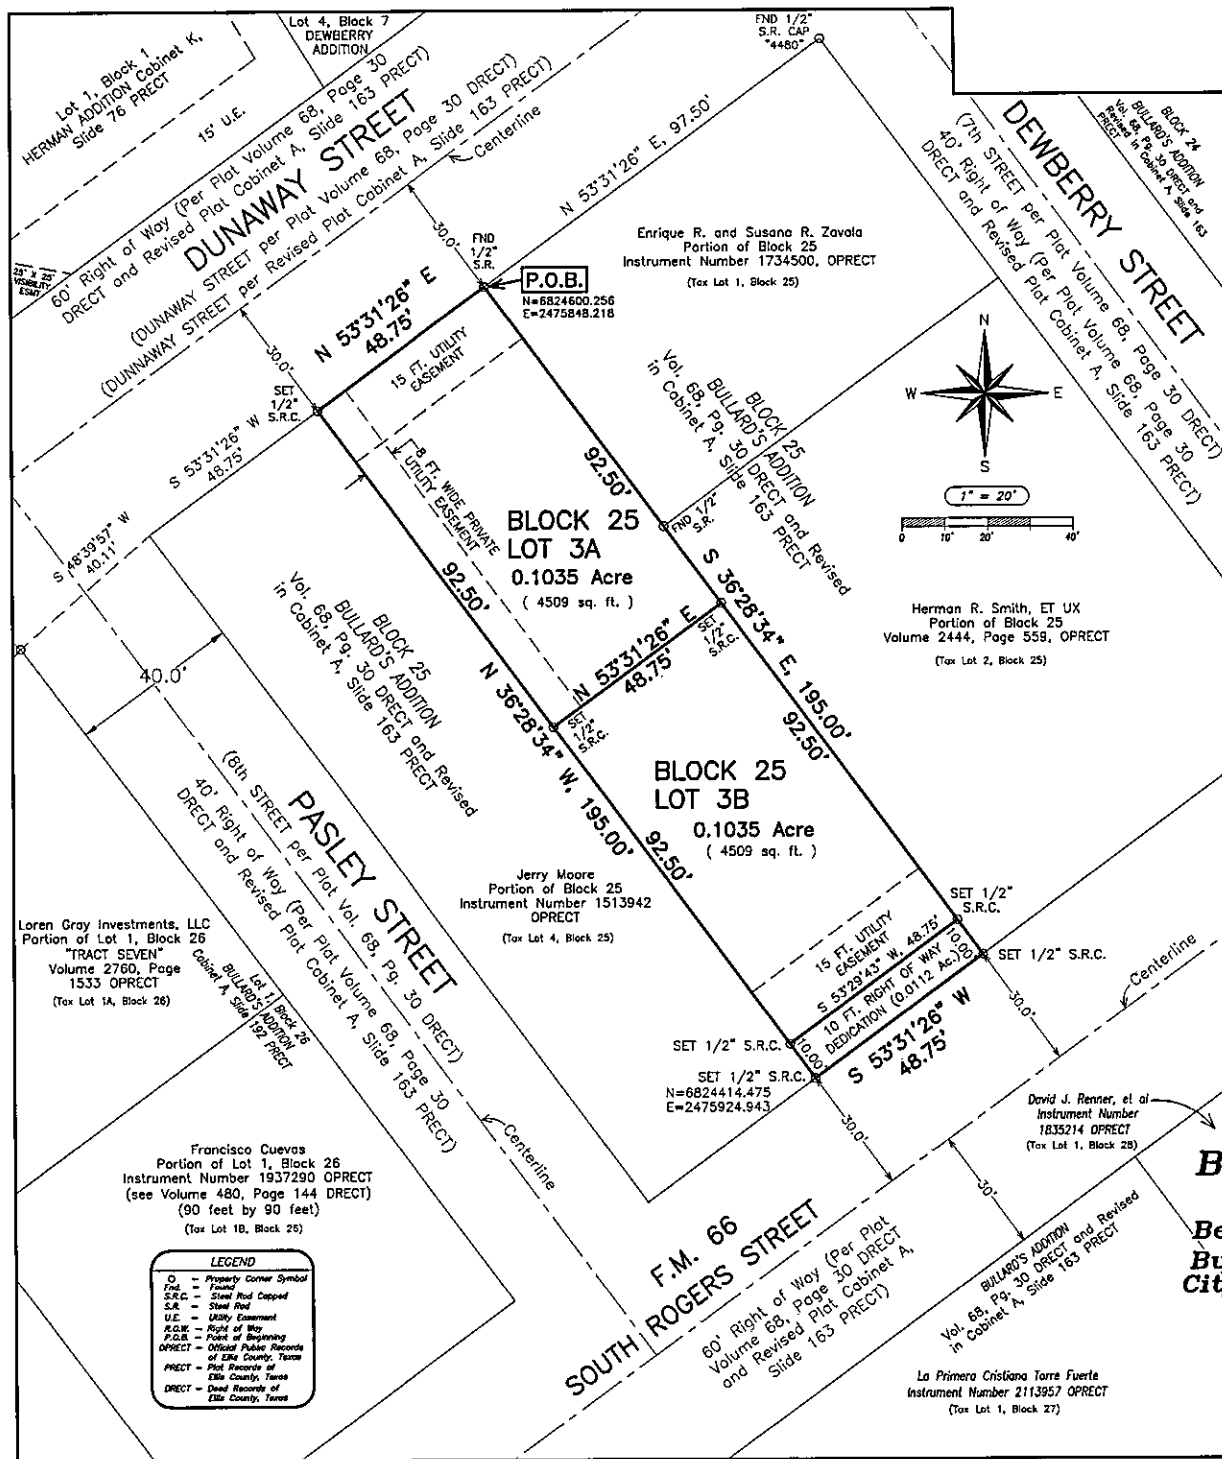 Lot 4, Block 7
DEWBERRY
ADDITION
FND 1/2"
S.R. CAP
"4480"
Lot 1, Block 1
HERMAN ADDITION Cabinet K,
Slide 76 PRECT
15' U.E.
60' Right of Way (Per Plat Volume 68, Page 30
DRECT and Revised Plat Cabinet A, Slide 163 PRECT)
DUNAWAY STREET
(DUNAWAY STREET per Plat Volume 68, Page 30 DRECT)
(DUNNAWAY STREET per Revised Plat Cabinet A, Slide 163 PRECT)
Centerline
25' X 25'
VISIBILITY
ESMT
N 53°31'26" E, 97.50'
DEWBERRY STREET
(7th STREET per Plat Volume 68, Page 30 DRECT)
40' Right of Way (Per Plat Volume 68, Page 30
DRECT and Revised Plat Cabinet A, Slide 163 PRECT)
BLOCK 24
BULLARD'S ADDITION
Vol. 68, Pg. 30 DRECT and
Revised in Cabinet A, Slide 163
PRECT
Enrique R. and Susana R. Zavala
Portion of Block 25
Instrument Number 1734500, OPRECT
(Tax Lot 1, Block 25)
30.0'
FND
1/2"
S.R.
P.O.B.
N=6824600.256
E=2475848.218
N 53°31'26" E
48.75'
30.0'
SET
1/2"
S.R.C.
15 FT. UTILITY
EASEMENT
S 53°31'26" W
48.75'
S 48°39'57" W
40.11'
8 FT. WIDE PRIVATE
UTILITY EASEMENT
92.50'
BLOCK 25
BULLARD'S ADDITION
Vol. 68, Pg. 30 DRECT and Revised
in Cabinet A, Slide 163 PRECT
N
W
E
S
1" = 20'
0
10'
20'
40'
FND 1/2"
S.R.
BLOCK 25
LOT 3A
0.1035 Acre
( 4509 sq. ft. )
92.50'
S 36°28'34" E, 195.00'
N 53°31'26" E
48.75'
SET
1/2"
S.R.C.
SET
1/2"
S.R.C.
Herman R. Smith, ET UX
Portion of Block 25
Volume 2444, Page 559, OPRECT
(Tax Lot 2, Block 25)
BLOCK 25
BULLARD'S ADDITION
Vol. 68, Pg. 30 DRECT and Revised
in Cabinet A, Slide 163 PRECT
40.0'
N 36°28'34" W, 195.00'
92.50'
92.50'
BLOCK 25
LOT 3B
0.1035 Acre
( 4509 sq. ft. )
PASLEY STREET
(8th STREET per Plat Vol. 68, Pg. 30 DRECT)
40' Right of Way (Per Plat Volume 68, Page 30
DRECT and Revised Plat Cabinet A, Slide 163 PRECT)
Jerry Moore
Portion of Block 25
Instrument Number 1513942
OPRECT
(Tax Lot 4, Block 25)
Loren Gray Investments, LLC
Portion of Lot 1, Block 26
"TRACT SEVEN"
Volume 2760, Page
1533 OPRECT
(Tax Lot 1A, Block 26)
Lot 1, Block 26
BULLARD'S ADDITION
Cabinet A, Slide 192 PRECT
15 FT. UTILITY
EASEMENT
SET 1/2"
S.R.C.
S 53°29'43" W, 48.75'
10 FT. RIGHT OF WAY
DEDICATION (0.0112 Ac.)
10.00'
10.00'
SET 1/2" S.R.C.
S 53°31'26" W
48.75'
SET 1/2" S.R.C.
SET 1/2" S.R.C.
N=6824414.475
E=2475924.943
30.0'
30.0'
Centerline
David J. Renner, et al
Instrument Number
1835214 OPRECT
(Tax Lot 1, Block 28)
30'
Centerline
Francisco Cuevas
Portion of Lot 1, Block 26
Instrument Number 1937290 OPRECT
(see Volume 480, Page 144 DRECT)
(90 feet by 90 feet)
(Tax Lot 1B, Block 25)
F.M. 66
SOUTH ROGERS STREET
60' Right of Way (Per Plat
Volume 68, Page 30 DRECT
and Revised Plat Cabinet A,
Slide 163 PRECT)
BULLARD'S ADDITION
Vol. 68, Pg. 30 DRECT and Revised
in Cabinet A, Slide 163 PRECT
La Primera Cristiana Torre Fuerte
Instrument Number 2113957 OPRECT
(Tax Lot 1, Block 27)
B
Be
Bu
Cit
LEGEND
O - Property Corner Symbol
Fnd. - Found
S.R.C. - Steel Rod Capped
S.R. - Steel Rod
U.E. - Utility Easement
R.O.W. - Right of Way
P.O.B. - Point of Beginning
OPRECT - Official Public Records
of Ellis County, Texas
PRECT - Plat Records of
Ellis County, Texas
DRECT - Deed Records of
Ellis County, Texas